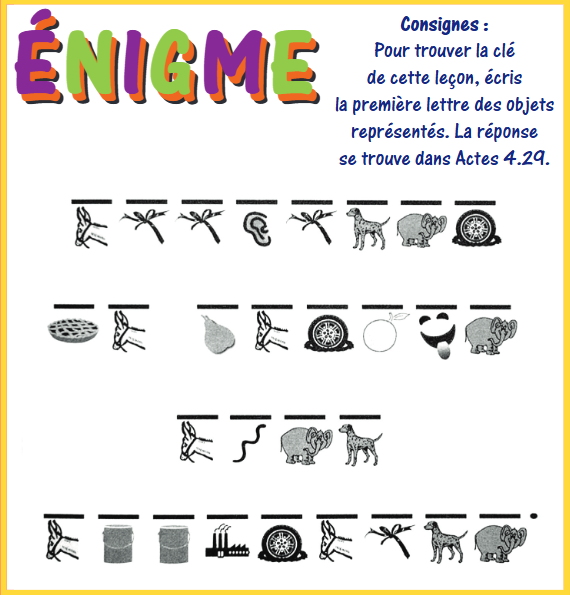 ÉNIGME
Consignes :
Pour trouver la clé
de cette leçon, écris
la première lettre des objets
représentés. La réponse
se trouve dans Actes 4.29.